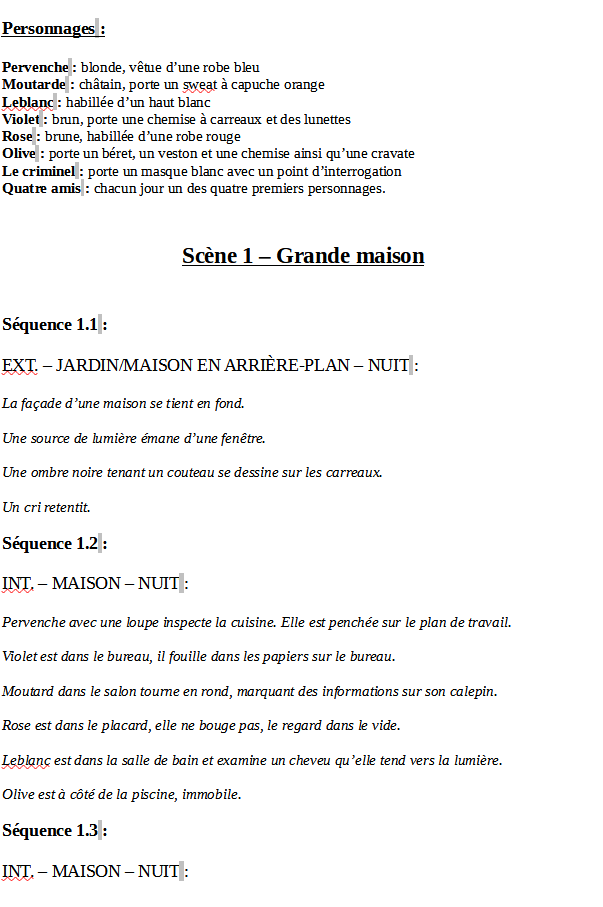 Personnages :
Pervenche : blonde, vêtue d’une robe bleu
Moutarde : châtain, porte un sweat à capuche orange
Leblanc : habillée d’un haut blanc
Violet : brun, porte une chemise à carreaux et des lunettes
Rose : brune, habillée d’une robe rouge
Olive : porte un béret, un veston et une chemise ainsi qu’une cravate
Le criminel : porte un masque blanc avec un point d’interrogation
Quatre amis : chacun jour un des quatre premiers personnages.
Scène 1 – Grande maison
Séquence 1.1 :
EXT. – JARDIN/MAISON EN ARRIÈRE-PLAN – NUIT :
La façade d’une maison se tient en fond.
Une source de lumière émane d’une fenêtre.
Une ombre noire tenant un couteau se dessine sur les carreaux.
Un cri retentit.
Séquence 1.2 :
INT. – MAISON – NUIT :
Pervenche avec une loupe inspecte la cuisine. Elle est penchée sur le plan de travail.
Violet est dans le bureau, il fouille dans les papiers sur le bureau.
Moutard dans le salon tourne en rond, marquant des informations sur son calepin.
Rose est dans le placard, elle ne bouge pas, le regard dans le vide.
Leblanc est dans la salle de bain et examine un cheveu qu’elle tend vers la lumière.
Olive est à côté de la piscine, immobile.
Séquence 1.3 :
INT. – MAISON – NUIT :